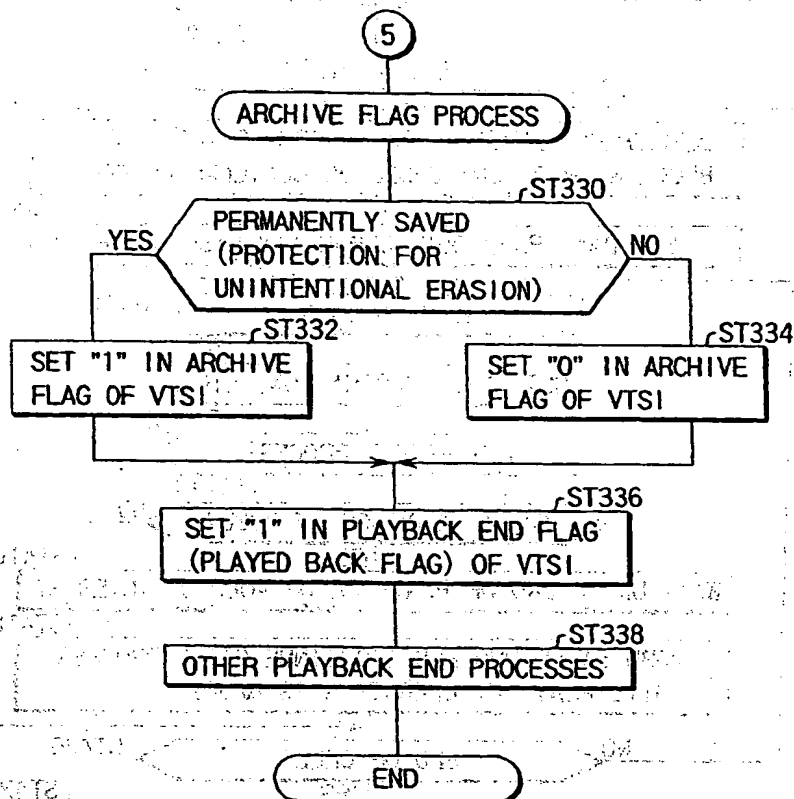 5
ARCHIVE FLAG PROCESS
ST330
PERMANENTLY SAVED
(PROTECTION FOR
UNINTENTIONAL ERASION)
YES
NO
ST332
SET "1" IN ARCHIVE
FLAG OF VTSI
ST334
SET "0" IN ARCHIVE
FLAG OF VTSI
ST336
SET "1" IN PLAYBACK END FLAG
(PLAYED BACK FLAG) OF VTSI
ST338
OTHER PLAYBACK END PROCESSES
END